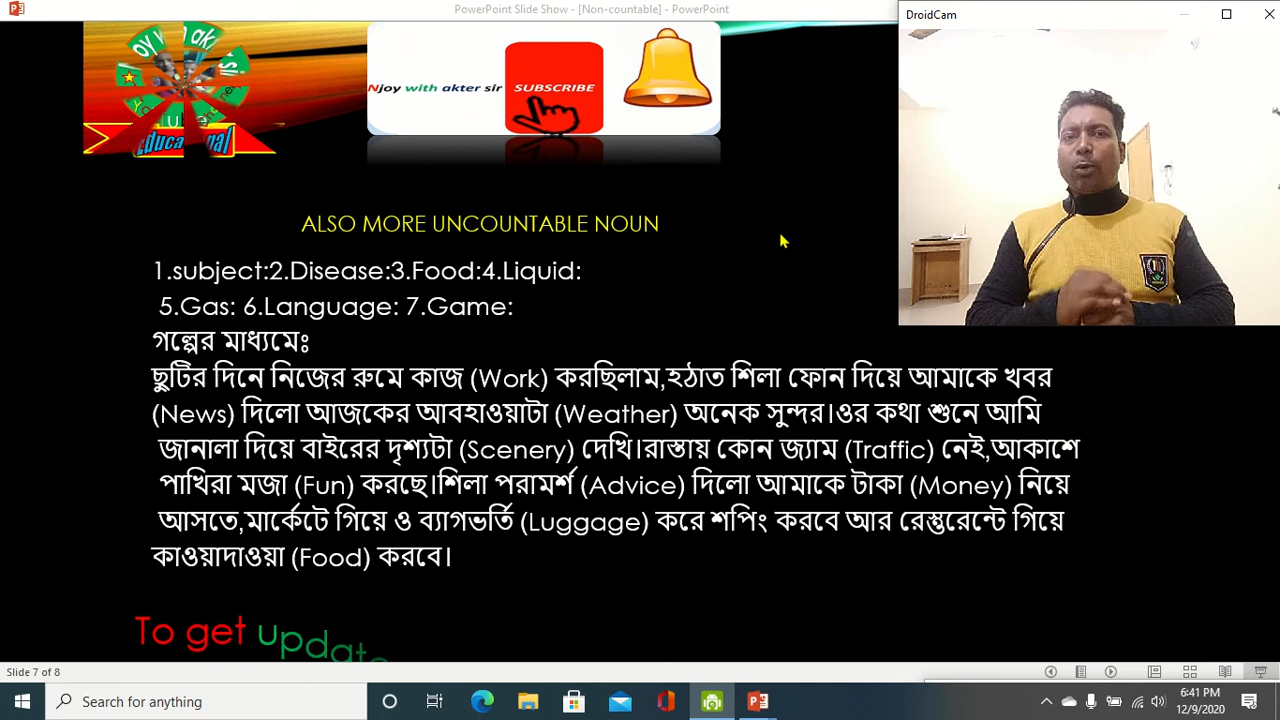 PowerPoint Slide Show - [Non-countable] - PowerPoint
DroidCam
Njoy with akter sir SUBSCRIBE
Educational
ALSO MORE UNCOUNTABLE NOUN
1.subject:2.Disease:3.Food:4.Liquid:
5.Gas: 6.Language: 7.Game:
গল্পের মাধ্যমেঃ
ছুটির দিনে নিজের রুমে কাজ (Work) করছিলাম,হঠাত শিলা ফোন দিয়ে আমাকে খবর
(News) দিলো আজকের আবহাওয়াটা (Weather) অনেক সুন্দর।ওর কথা শুনে আমি
জানালা দিয়ে বাইরের দৃশ্যটা (Scenery) দেখি।রাস্তায় কোন জ্যাম (Traffic) নেই,আকাশে
পাখিরা মজা (Fun) করছে।শিলা পরামর্শ (Advice) দিলো আমাকে টাকা (Money) নিয়ে
আসতে,মার্কেটে গিয়ে ও ব্যাগভর্তি (Luggage) করে শপিং করবে আর রেস্তুরেন্টে গিয়ে
কাওয়াদাওয়া (Food) করবে।
To get update
Slide 7 of 8
Search for anything
6:41 PM
12/9/2020